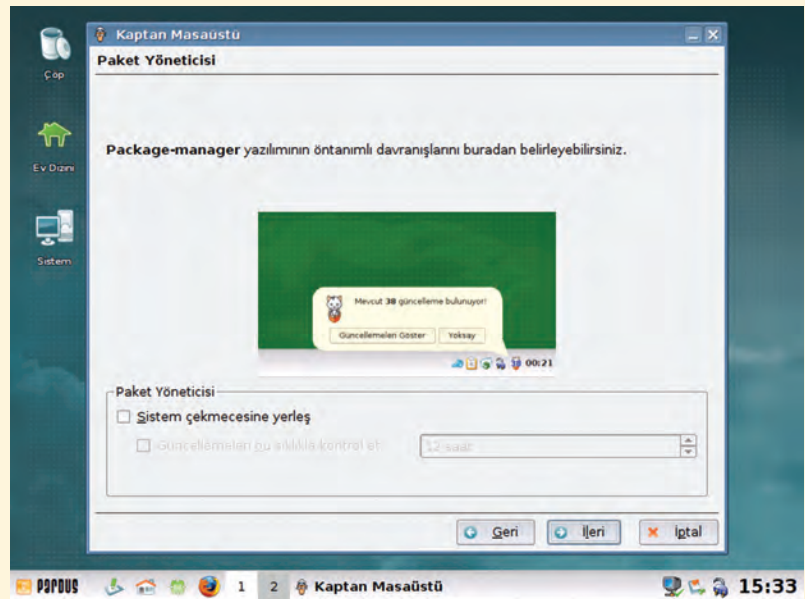 Kaptan Masaüstü
Paket Yöneticisi
Çöp
Ev Dizini
Sistem
Package-manager yazılımının öntanımlı davranışlarını buradan belirleyebilirsiniz.
Mevcut 38 güncelleme bulunuyor!
Güncellemeleri Göster Yoksay
00:21
Paket Yöneticisi
Sistem çekmecesine yerleş
Güncellemeleri bu sıklıkla kontrol et:
12 saat
Geri İleri İptal
PARDUS 1 2 Kaptan Masaüstü 15:33